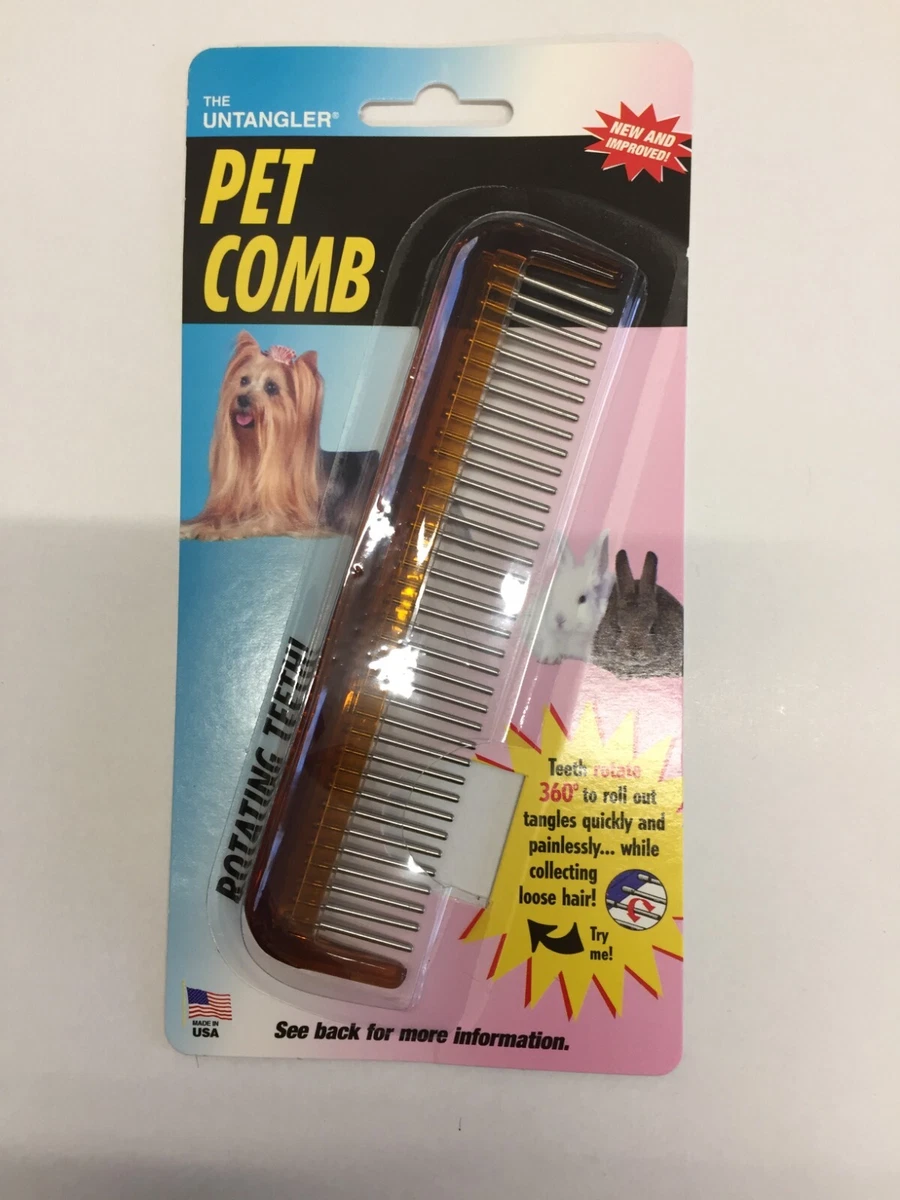 THE
UNTANGLER®
NEW AND
IMPROVED!
PET
COMB
ROTATING TEETH!
Teeth rotate
360° to roll out
tangles quickly and
painlessly... while
collecting
loose hair!
Try
me!
MADE IN
USA
See back for more information.